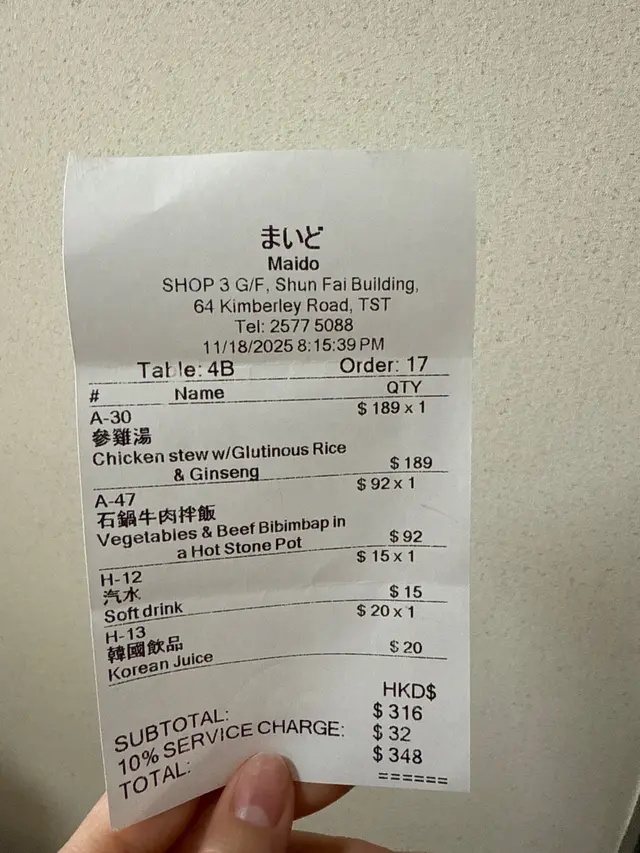 まいど
Maido
SHOP 3 G/F, Shun Fai Building,
64 Kimberley Road, TST
Tel: 2577 5088
11/18/2025 8:15:39 PM
Table: 4B Order: 17
# Name QTY
A-30 $ 189 x 1
參雞湯
Chicken stew w/Glutinous Rice
& Ginseng $ 189
A-47 $ 92 x 1
石鍋牛肉拌飯
Vegetables & Beef Bibimbap in
a Hot Stone Pot $ 92
H-12 $ 15 x 1
汽水
Soft drink $ 15
H-13 $ 20 x 1
韓國飲品
Korean Juice $ 20
HKD$
SUBTOTAL: $ 316
10% SERVICE CHARGE: $ 32
TOTAL: $ 348
======